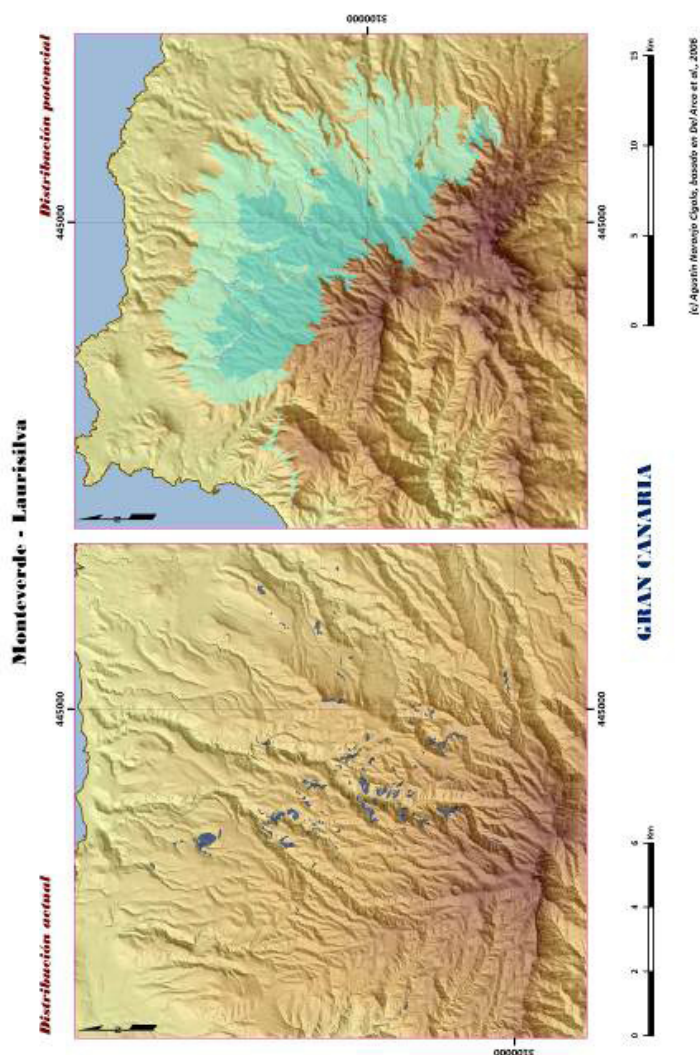 Monteverde - Laurisilva
Distribución actual
Distribución potencial
445000
445000
3100000
445000
445000
3100000
N
N
0 2 4 6
Km
0 5 10 15
Km
GRAN CANARIA
(c) Agustín Naranjo Cigala, basado en Del Arco et al., 2006